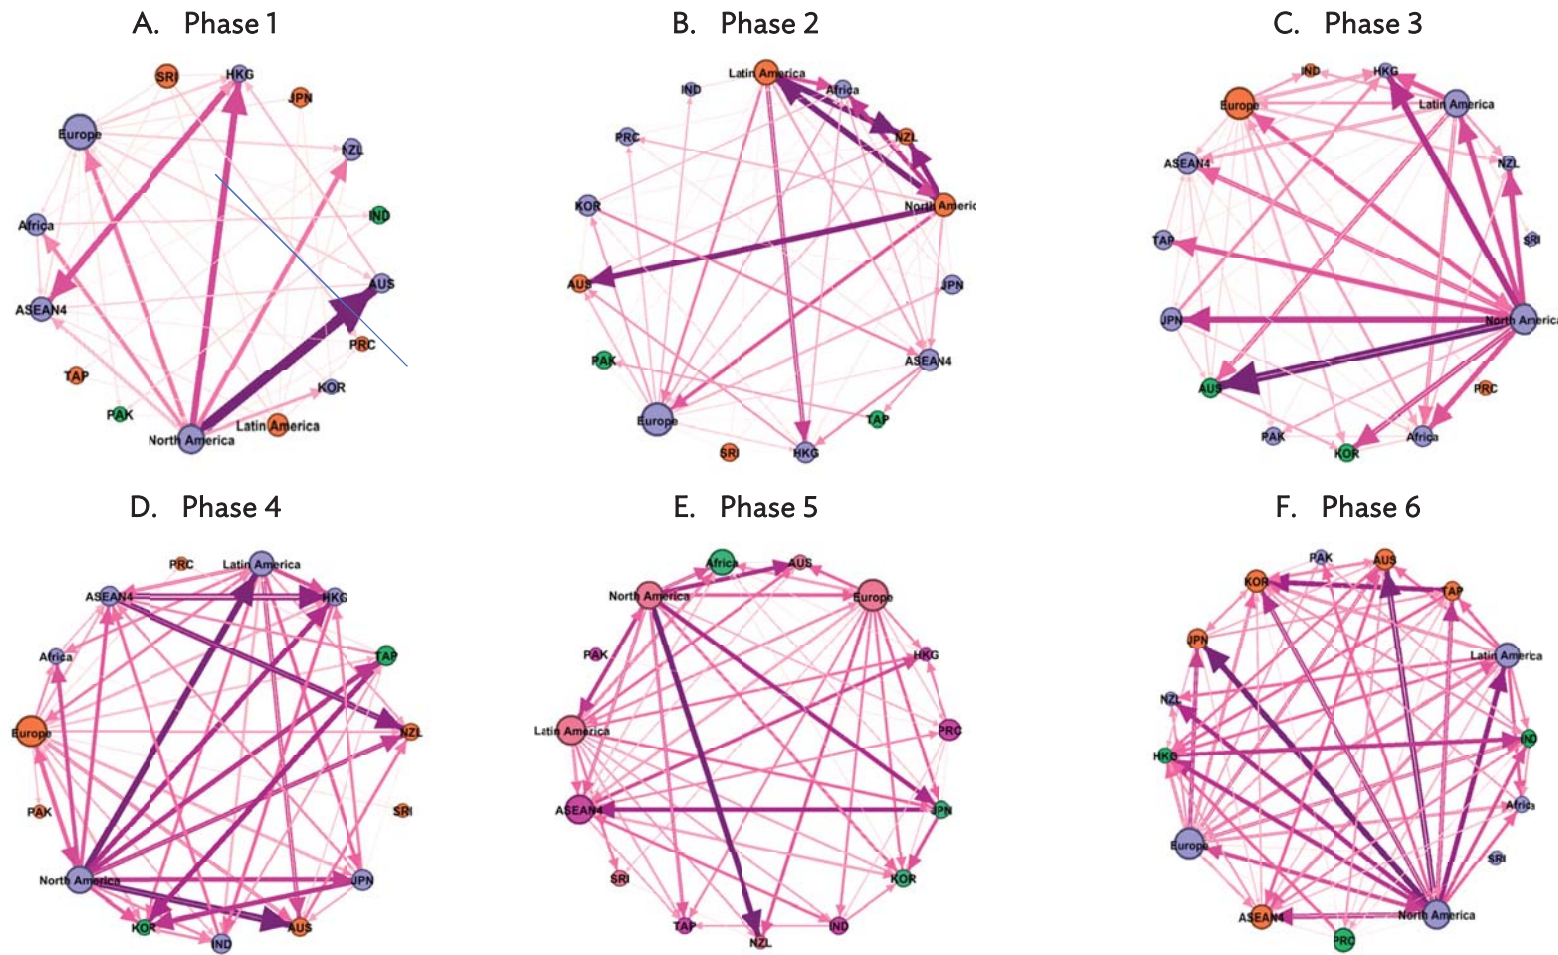 A. Phase 1
B. Phase 2
C. Phase 3
SRI
HKG
JPN
Europe
NZL
Africa
IND
AUS
ASEAN4
PRC
TAP
KOR
PAK
Latin America
North America
Latin America
IND
Africa
PRC
NZL
KOR
North Americ
AUS
JPN
PAK
ASEAN4
Europe
TAP
SRI
HKG
IND
HKG
Europe
Latin America
ASEAN4
NZL
TAP
SRI
JPN
North America
AUS
PRC
PAK
Africa
KOR
D. Phase 4
E. Phase 5
F. Phase 6
PRC
Latin America
ASEAN4
HKG
Africa
TAP
Europe
NZL
PAK
SRI
North America
JPN
KOR
AUS
IND
Africa
AUS
North America
Europe
PAK
HKG
Latin America
PRC
ASEAN4
JPN
SRI
KOR
TAP
IND
NZL
PAK
AUS
KOR
TAP
JPN
Latin America
NZL
IND
HKG
Africa
Europe
SRI
ASEAN4
North America
PRC